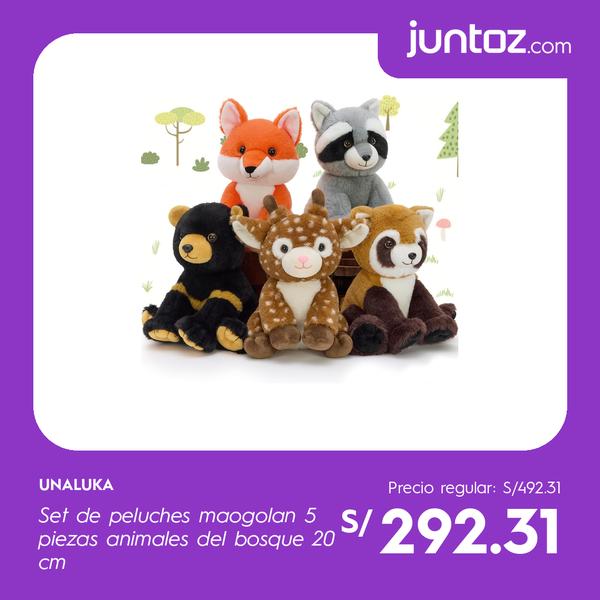 juntoz.com
UNALUKA
Precio regular: S/492.31
Set de peluches maogolan 5
piezas animales del bosque 20
cm
S/292.31